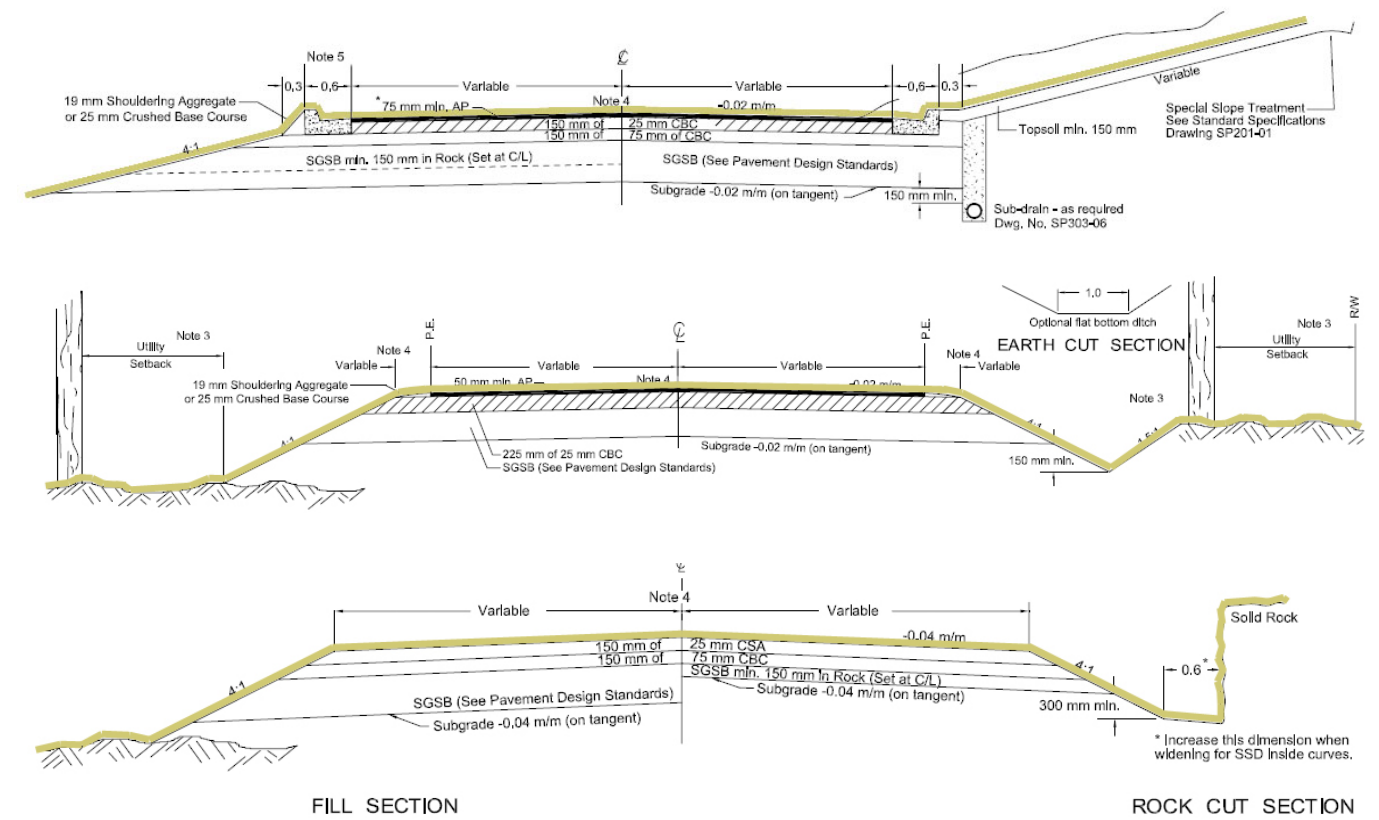 Note 5
℄
0,3
0,6
Variable
Variable
0,6
0.3
19 mm Shouldering Aggregate
or 25 mm Crushed Base Course
* 75 mm min. AP
Note 4
-0.02 m/m
Variable
4:1
150 mm of 25 mm CBC
150 mm of 75 mm of CBC
SGSB min. 150 mm in Rock (Set at C/L)
SGSB (See Pavement Design Standards)
Subgrade -0.02 m/m (on tangent)
150 mm min.
Topsoil min. 150 mm
Special Slope Treatment
See Standard Specifications
Drawing SP201-01
Sub-drain - as required
Dwg. No. SP303-06
1.0
Optional flat bottom ditch
EARTH CUT SECTION
Note 3
Utility
Setback
Note 4
Variable
P.E.
Variable
℄
Variable
P.E.
Note 4
Variable
Note 3
Utility
Setback
R/W
19 mm Shouldering Aggregate
or 25 mm Crushed Base Course
50 mm min. AP
Note 4
-0.02 m/m
Note 3
4:1
4:1
1.5:1
Subgrade -0.02 m/m (on tangent)
225 mm of 25 mm CBC
SGSB (See Pavement Design Standards)
150 mm min.
Note 4
Variable
Variable
-0.04 m/m
Solid Rock
150 mm of 25 mm CSA
150 mm of 75 mm CBC
SGSB min. 150 mm in Rock (Set at C/L)
4:1
4:1
0.6 *
SGSB (See Pavement Design Standards)
Subgrade -0.04 m/m (on tangent)
Subgrade -0.04 m/m (on tangent)
300 mm min.
* Increase this dimension when
widening for SSD inside curves.
FILL SECTION
ROCK CUT SECTION